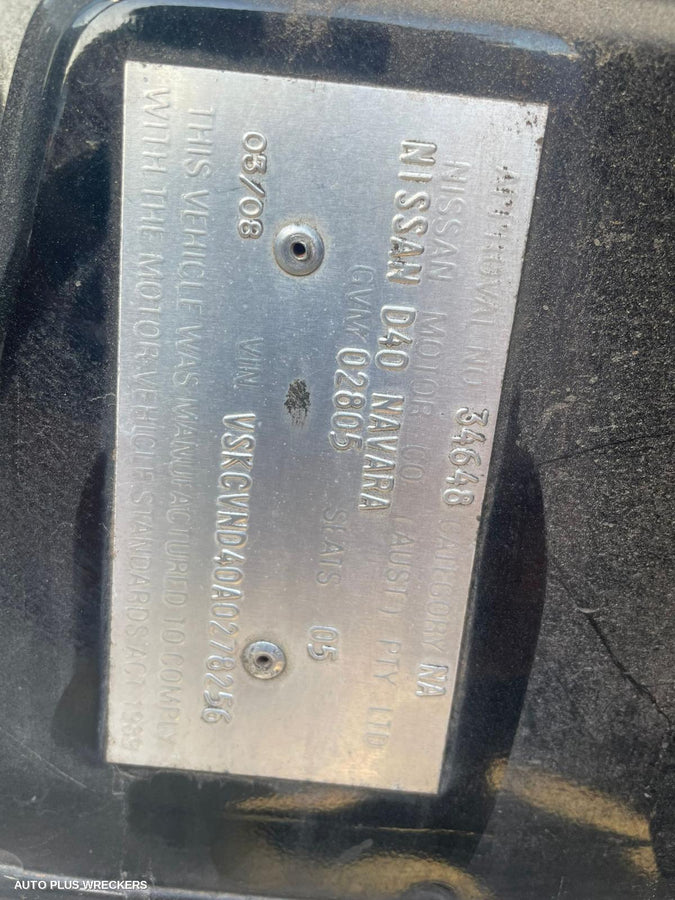 APPROVAL NO 34648 CATEGORY NA
NISSAN MOTOR CO (AUST) PTY LTD
NISSAN D40 NAVARA
GVM 02805 SEATS 05
05/08 VIN VSKCVND40A0278256
THIS VEHICLE WAS MANUFACTURED TO COMPLY
WITH THE MOTOR VEHICLE STANDARDS ACT 1989
AUTO PLUS WRECKERS